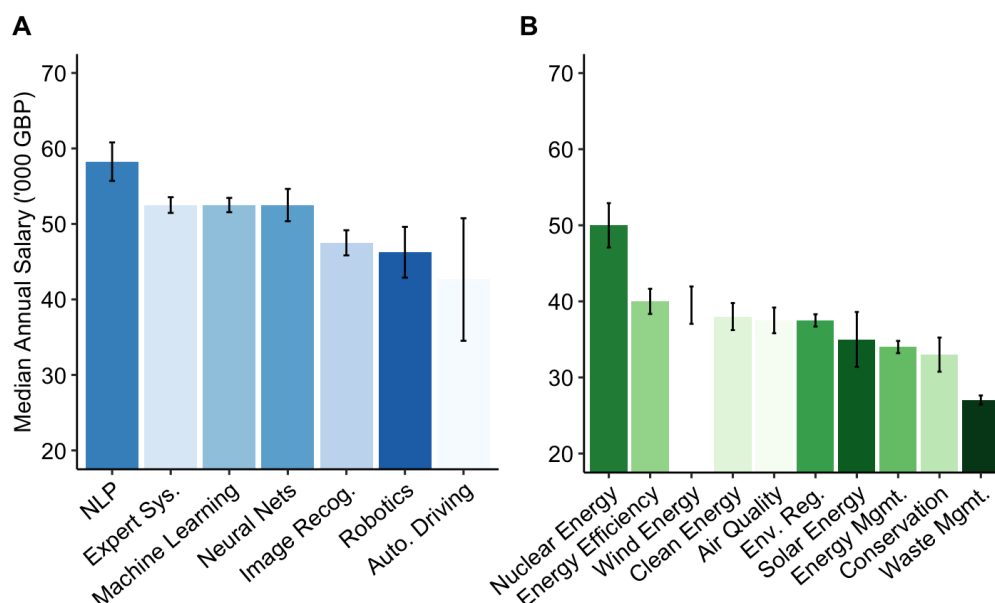 A
Median Annual Salary ('000 GBP)
70
60
50
40
30
20
NLP
Expert Sys.
Machine Learning
Neural Nets
Image Recog.
Robotics
Auto. Driving
B
70
60
50
40
30
20
Nuclear Energy
Energy Efficiency
Wind Energy
Clean Energy
Air Quality
Env. Reg.
Solar Energy
Energy Mgmt.
Conservation
Waste Mgmt.